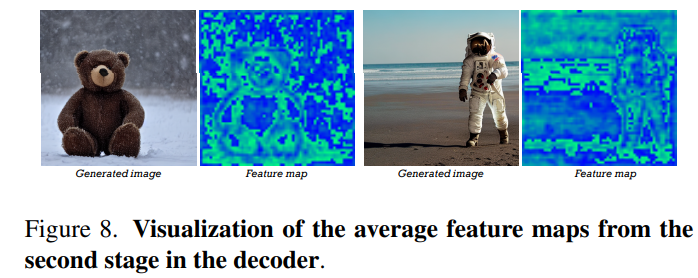 Generated image Feature map Generated image Feature map
Figure 8. Visualization of the average feature maps from the
second stage in the decoder.